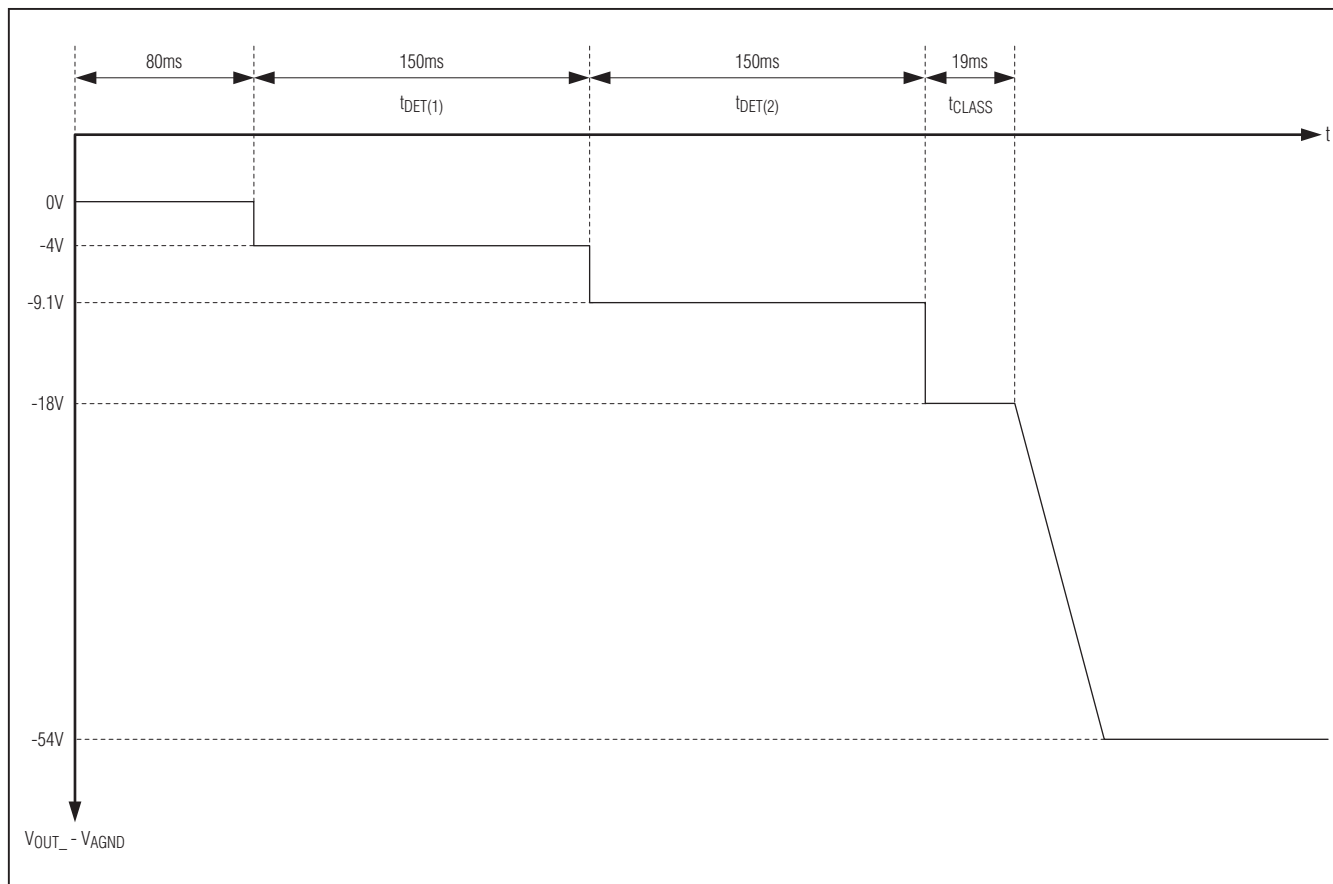 80ms 150ms 150ms 19ms
tDET(1) tDET(2) tCLASS
t
0V
-4V
-9.1V
-18V
-54V
VOUT_ - VAGND